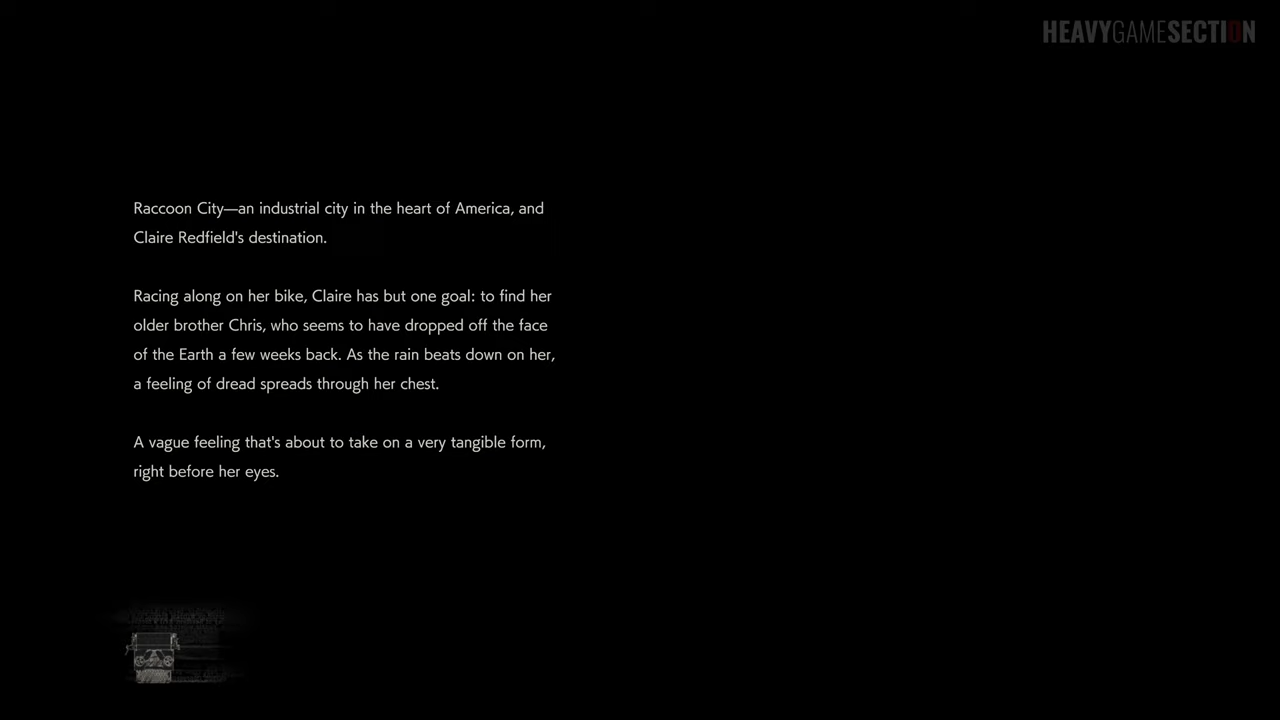 HEAVYGAMESECTION
Raccoon City—an industrial city in the heart of America, and
Claire Redfield's destination.
Racing along on her bike, Claire has but one goal: to find her
older brother Chris, who seems to have dropped off the face
of the Earth a few weeks back. As the rain beats down on her,
a feeling of dread spreads through her chest.
A vague feeling that's about to take on a very tangible form,
right before her eyes.